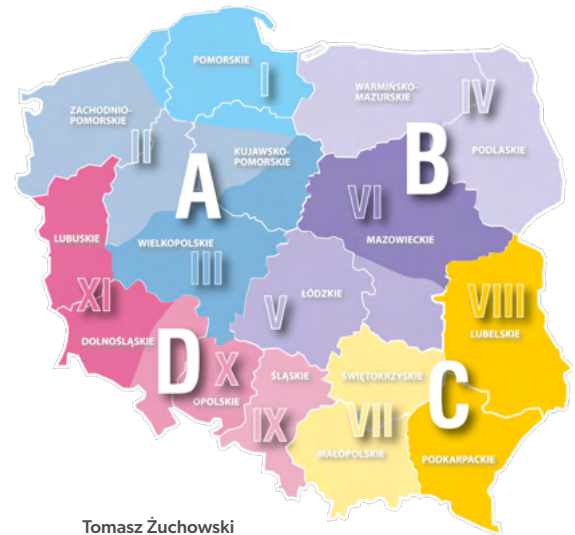 POMORSKIE
I
ZACHODNIO-
POMORSKIE
II
WARMIŃSKO-
MAZURSKIE
IV
KUJAWSKO-
POMORSKIE
A
B
PODLASKIE
VI
LUBUSKIE
WIELKOPOLSKIE
III
MAZOWIECKIE
XI
V
ŁÓDZKIE
VIII
LUBELSKIE
DOLNOŚLĄSKIE
D
X
OPOLSKIE
ŚLĄSKIE
IX
ŚWIĘTOKRZYSKIE
C
VII
MAŁOPOLSKIE
PODKARPACKIE
Tomasz Żuchowski